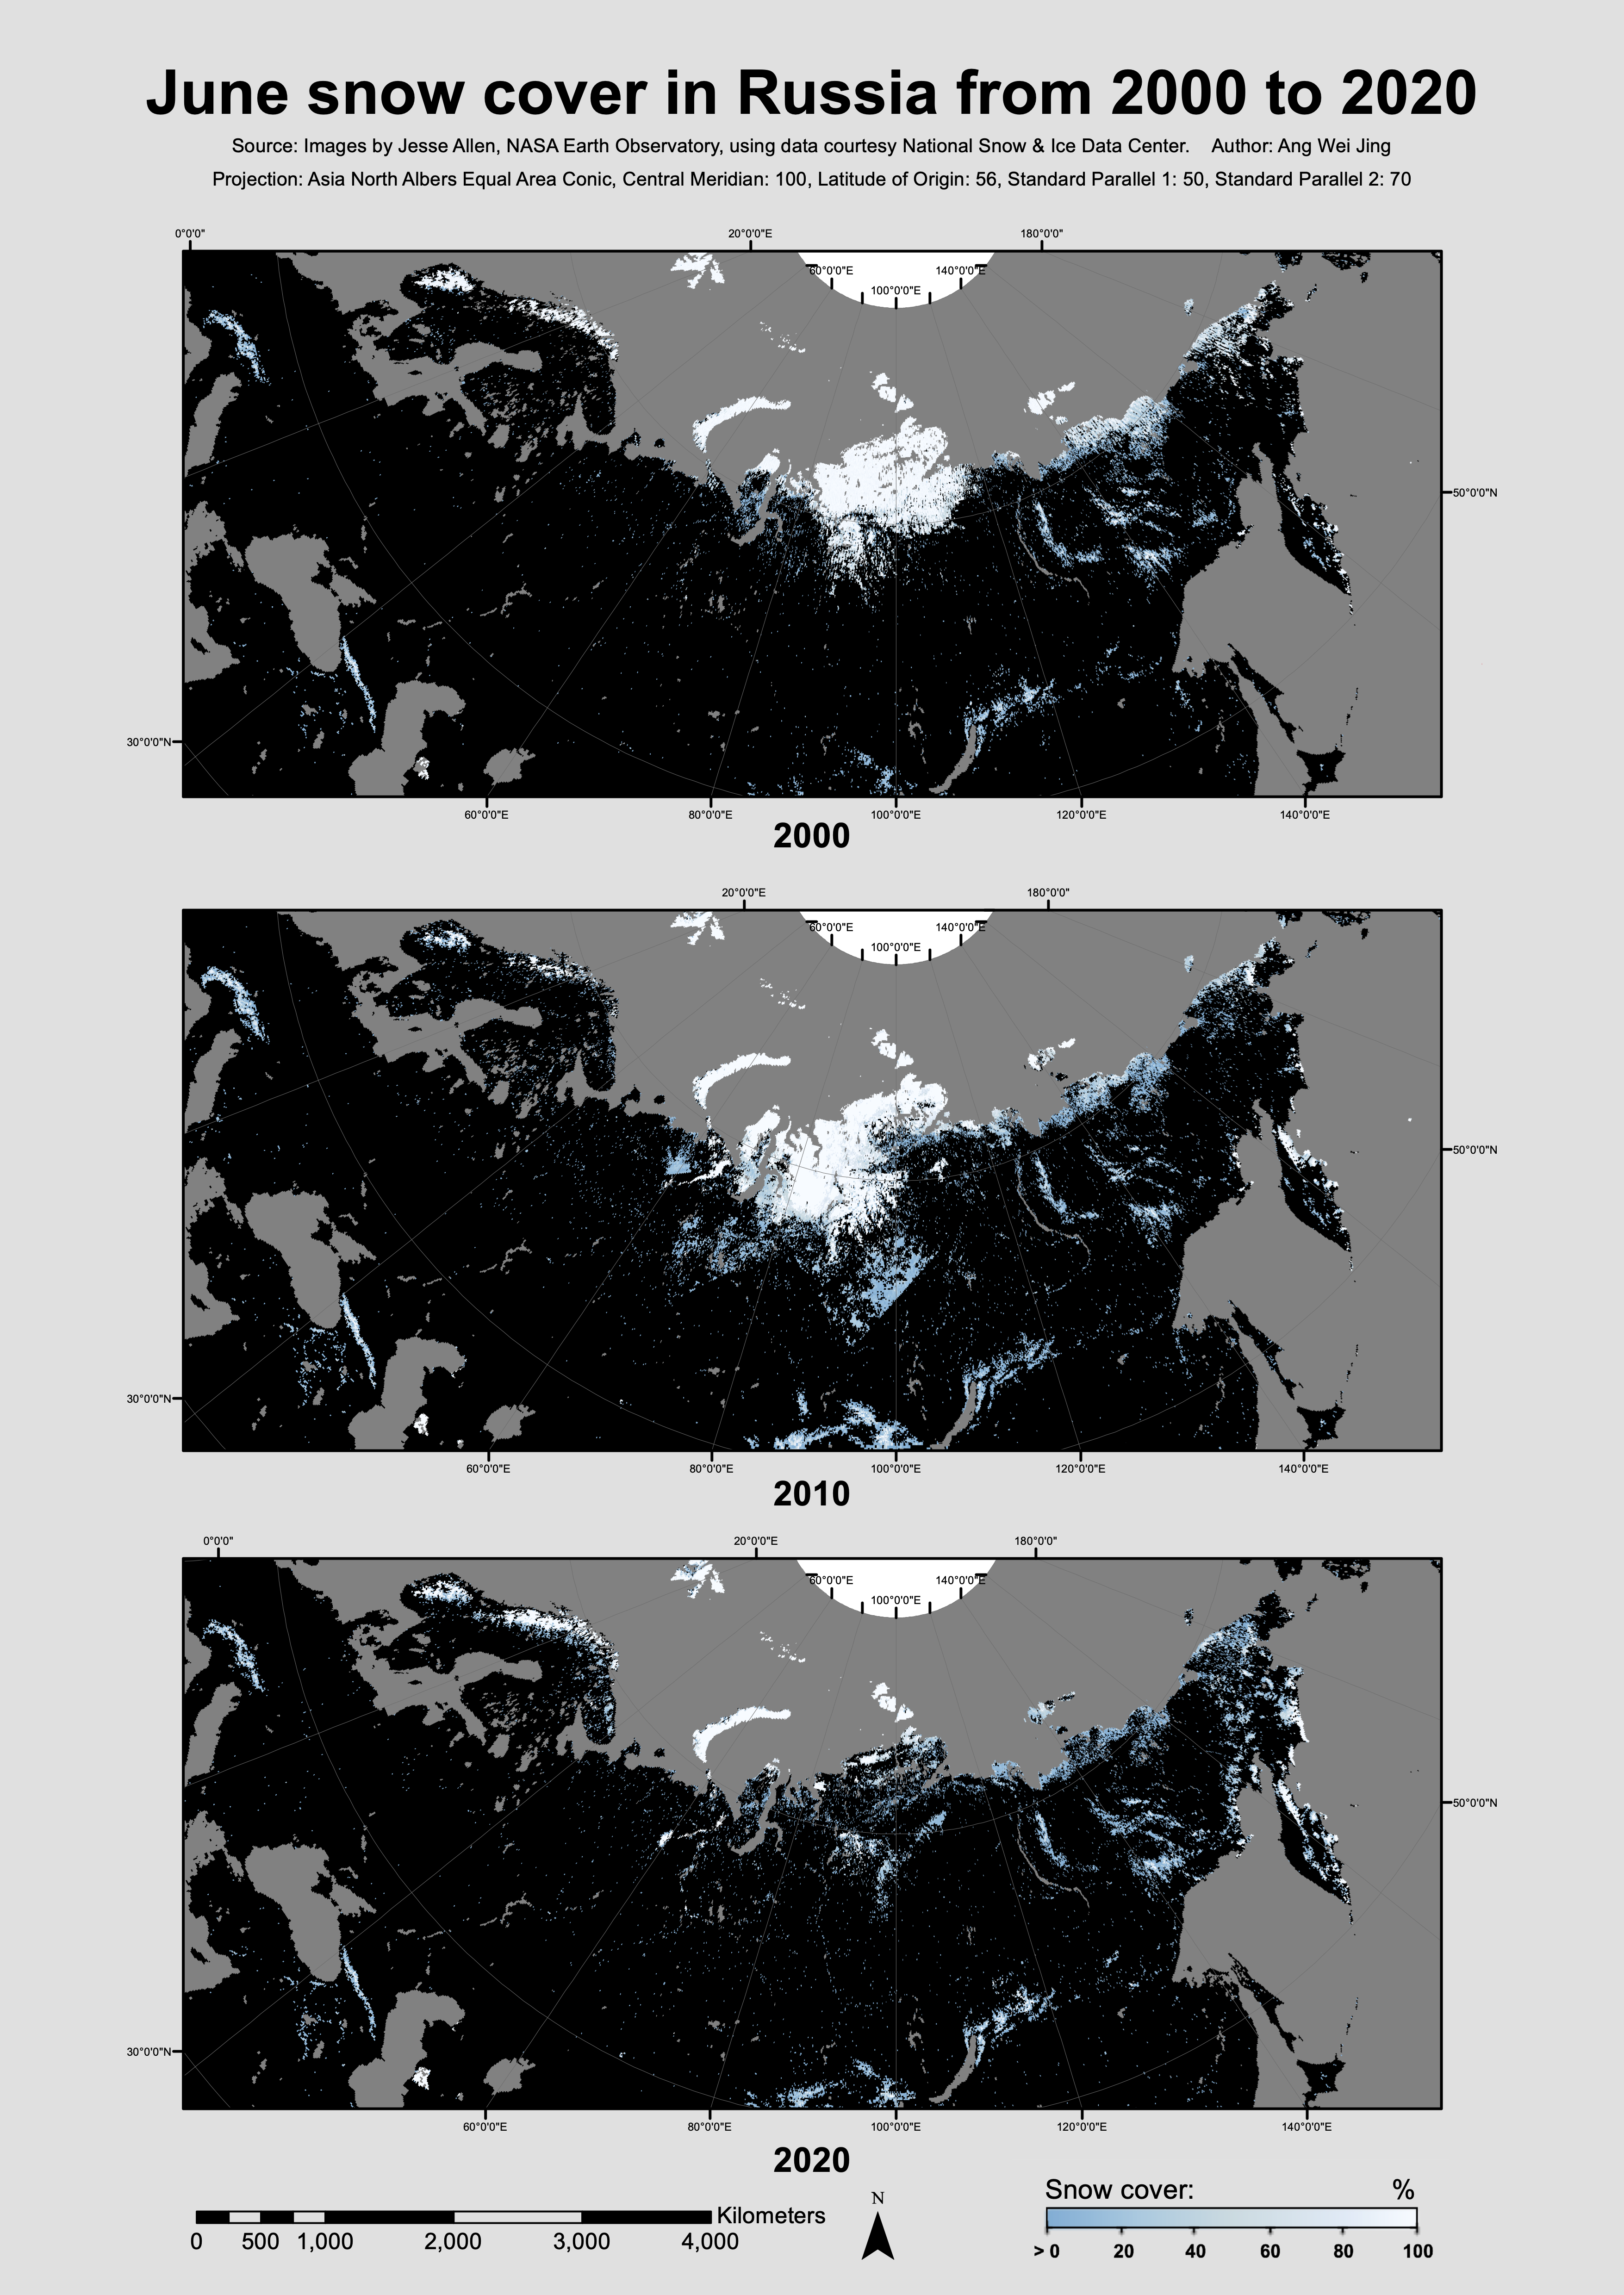 June snow cover in Russia from 2000 to 2020
Source: Images by Jesse Allen, NASA Earth Observatory, using data courtesy National Snow & Ice Data Center. Author: Ang Wei Jing
Projection: Asia North Albers Equal Area Conic, Central Meridian: 100, Latitude of Origin: 56, Standard Parallel 1: 50, Standard Parallel 2: 70
0°0'0" 20°0'0"E 180°0'0"
60°0'0"E 140°0'0"E
100°0'0"E
50°0'0"N
30°0'0"N
60°0'0"E 80°0'0"E 100°0'0"E 120°0'0"E 140°0'0"E
2000
20°0'0"E 180°0'0"
60°0'0"E 140°0'0"E
100°0'0"E
50°0'0"N
30°0'0"N
60°0'0"E 80°0'0"E 100°0'0"E 120°0'0"E 140°0'0"E
2010
0°0'0" 20°0'0"E 180°0'0"
60°0'0"E 140°0'0"E
100°0'0"E
50°0'0"N
30°0'0"N
60°0'0"E 80°0'0"E 100°0'0"E 120°0'0"E 140°0'0"E
2020
Kilometers
0 500 1,000 2,000 3,000 4,000
N
Snow cover: %
> 0 20 40 60 80 100